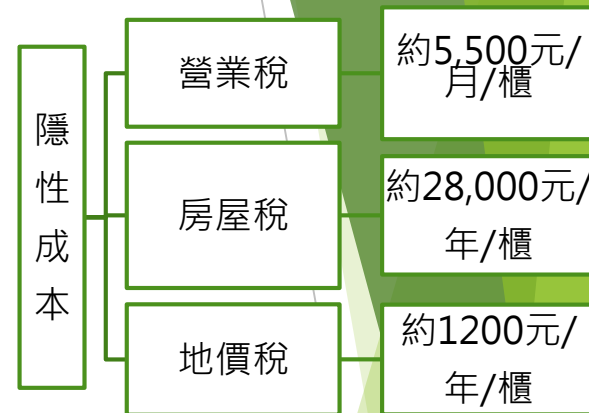 隱
性
成
本
營業稅
約5,500元/
月/櫃
房屋稅
約28,000元/
年/櫃
地價稅
約1200元/
年/櫃